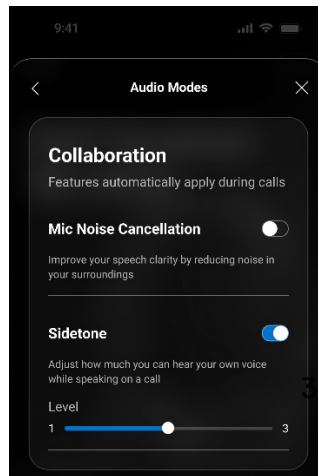 9:41
Audio Modes
Collaboration
Features automatically apply during calls
Mic Noise Cancellation
Improve your speech clarity by reducing noise in
your surroundings
Sidetone
Adjust how much you can hear your own voice
while speaking on a call
3
Level
1 3